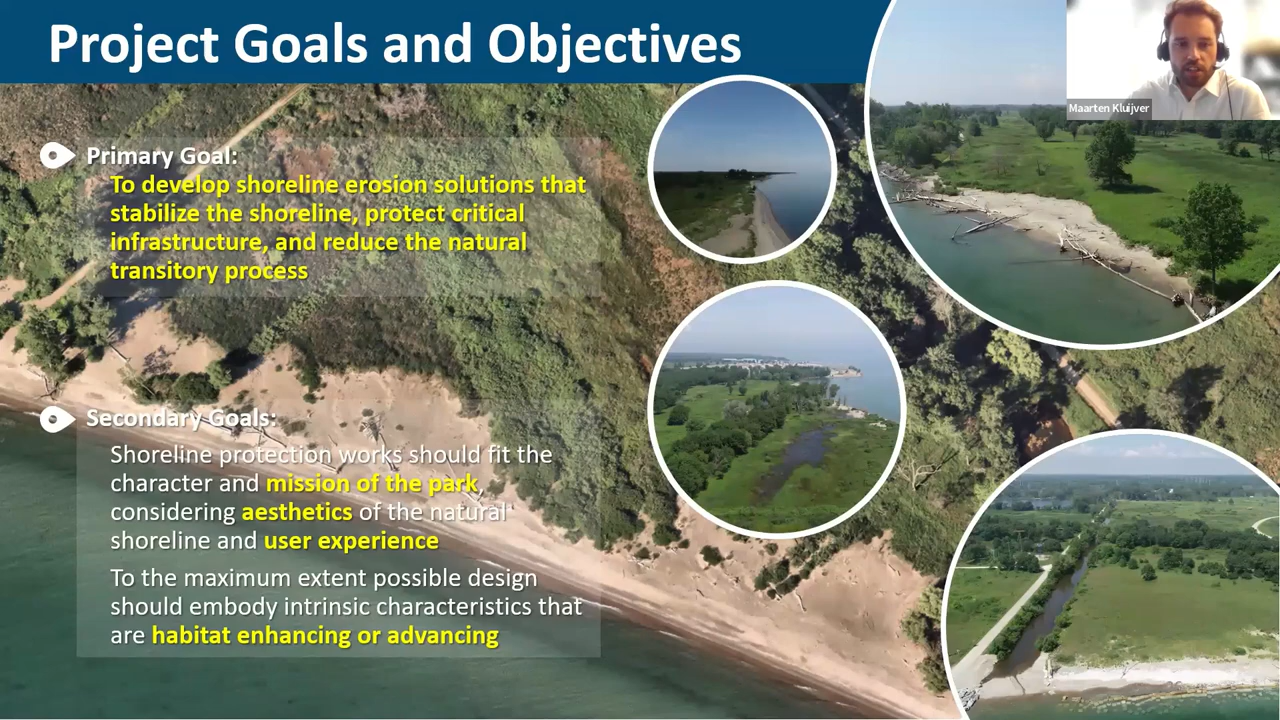 Project Goals and Objectives
Maarten Kluijver
Primary Goal:
To develop shoreline erosion solutions that
stabilize the shoreline, protect critical
infrastructure, and reduce the natural
transitory process
Secondary Goals:
Shoreline protection works should fit the
character and mission of the park
considering aesthetics of the natural
shoreline and user experience
To the maximum extent possible design
should embody intrinsic characteristics that
are habitat enhancing or advancing